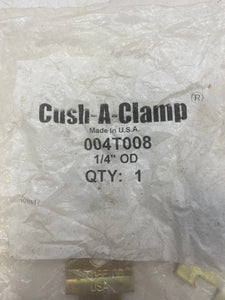 Cush-A-Clamp (R)
Made in U.S.A.
004T008
1/4" OD
QTY: 1
USA